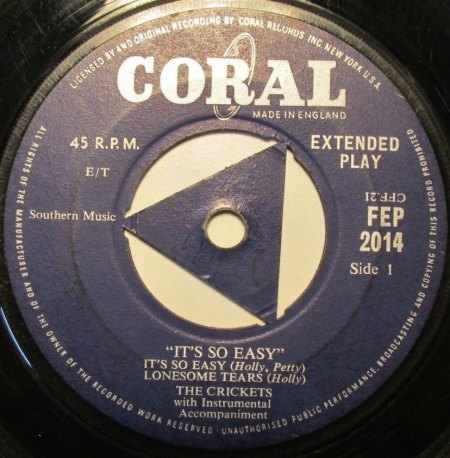 LICENSED BY AND ORIGINAL RECORDING BY CORAL RECORDS INC. NEW YORK U.S.A.
CORAL
MADE IN ENGLAND
45 R.P.M.
EXTENDED
PLAY
E/T
CFF.21
Southern Music
FEP
2014
Side 1
"IT'S SO EASY"
IT'S SO EASY (Holly, Petty)
LONESOME TEARS (Holly)
THE CRICKETS
with Instrumental
Accompaniment
ALL RIGHTS OF THE MANUFACTURER AND OF THE OWNER OF THE RECORDED WORK RESERVED · UNAUTHORISED PUBLIC PERFORMANCE, BROADCASTING AND COPYING OF THIS RECORD PROHIBITED